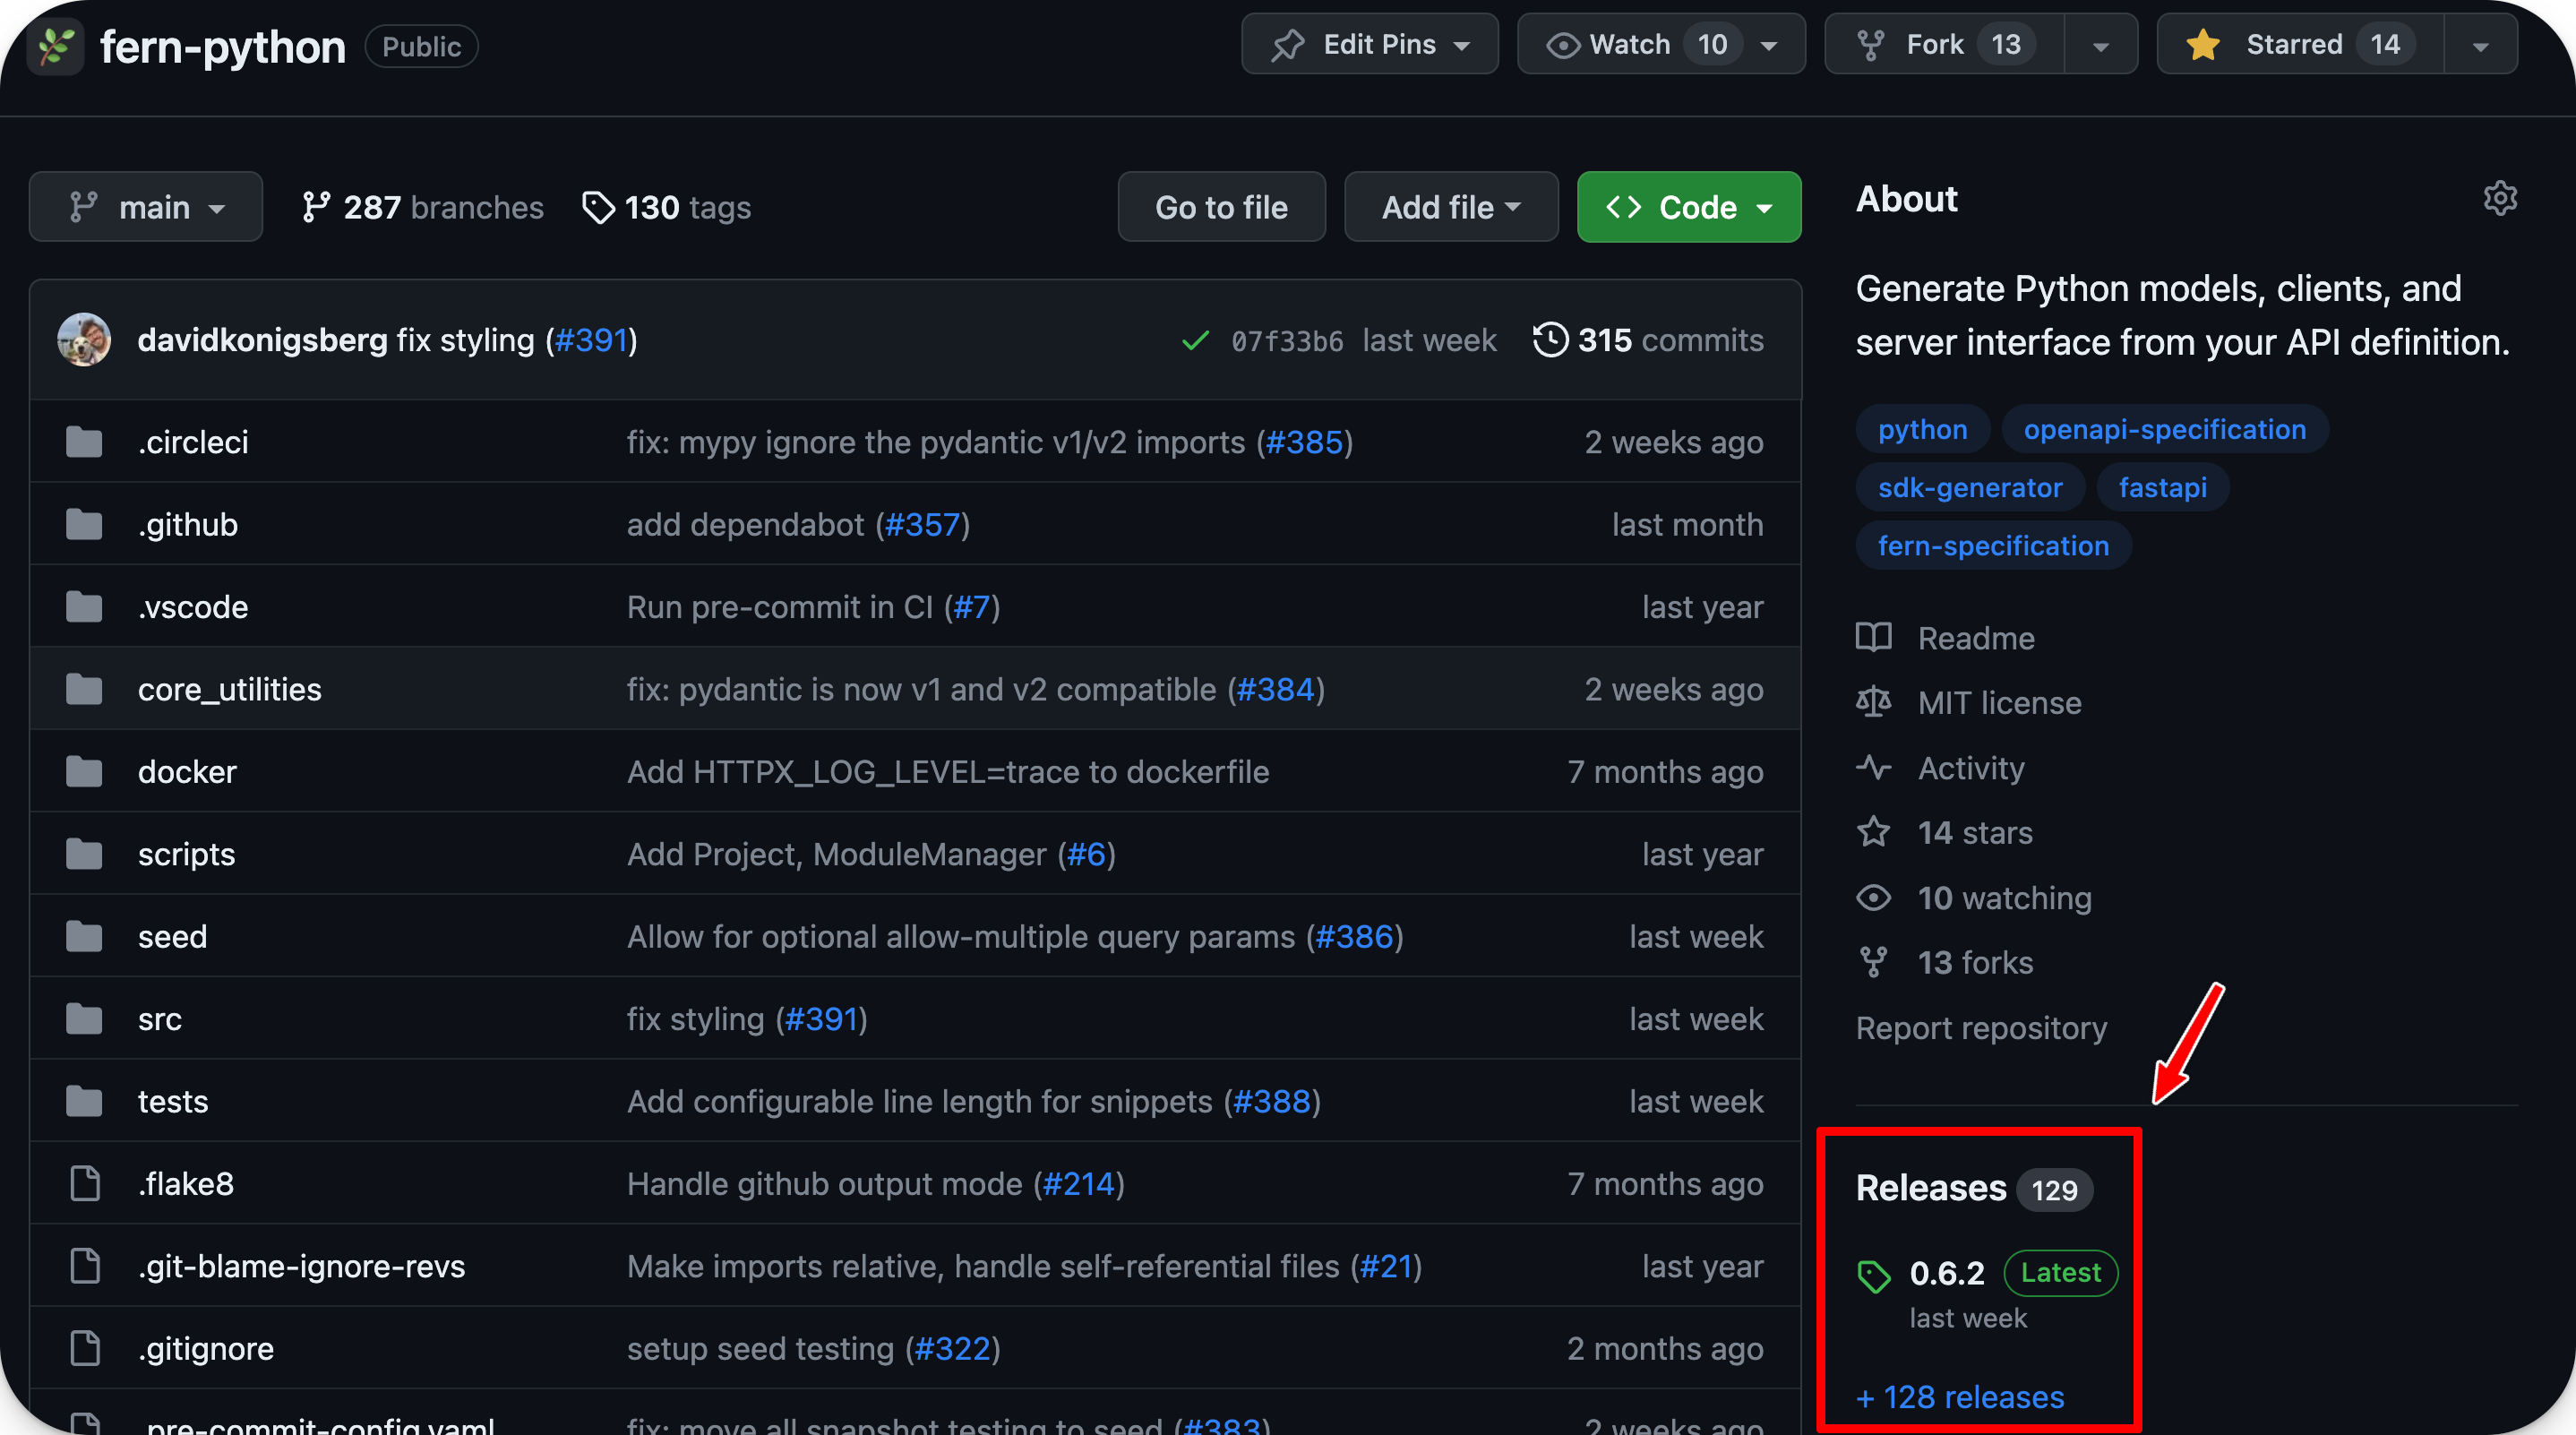 fern-python Public Edit Pins Watch 10 Fork 13 Starred 14
main 287 branches 130 tags Go to file Add file Code
davidkonigsberg fix styling (#391) 07f33b6 last week 315 commits
.circleci fix: mypy ignore the pydantic v1/v2 imports (#385) 2 weeks ago
.github add dependabot (#357) last month
.vscode Run pre-commit in CI (#7) last year
core_utilities fix: pydantic is now v1 and v2 compatible (#384) 2 weeks ago
docker Add HTTPX_LOG_LEVEL=trace to dockerfile 7 months ago
scripts Add Project, ModuleManager (#6) last year
seed Allow for optional allow-multiple query params (#386) last week
src fix styling (#391) last week
tests Add configurable line length for snippets (#388) last week
.flake8 Handle github output mode (#214) 7 months ago
.git-blame-ignore-revs Make imports relative, handle self-referential files (#21) last year
.gitignore setup seed testing (#322) 2 months ago
.pre-commit-config.yaml fix: move all snapshot testing to seed (#383) 2 weeks ago
About
Generate Python models, clients, and
server interface from your API definition.
python openapi-specification
sdk-generator fastapi
fern-specification
Readme
MIT license
Activity
14 stars
10 watching
13 forks
Report repository
Releases 129
0.6.2 Latest
last week
+ 128 releases